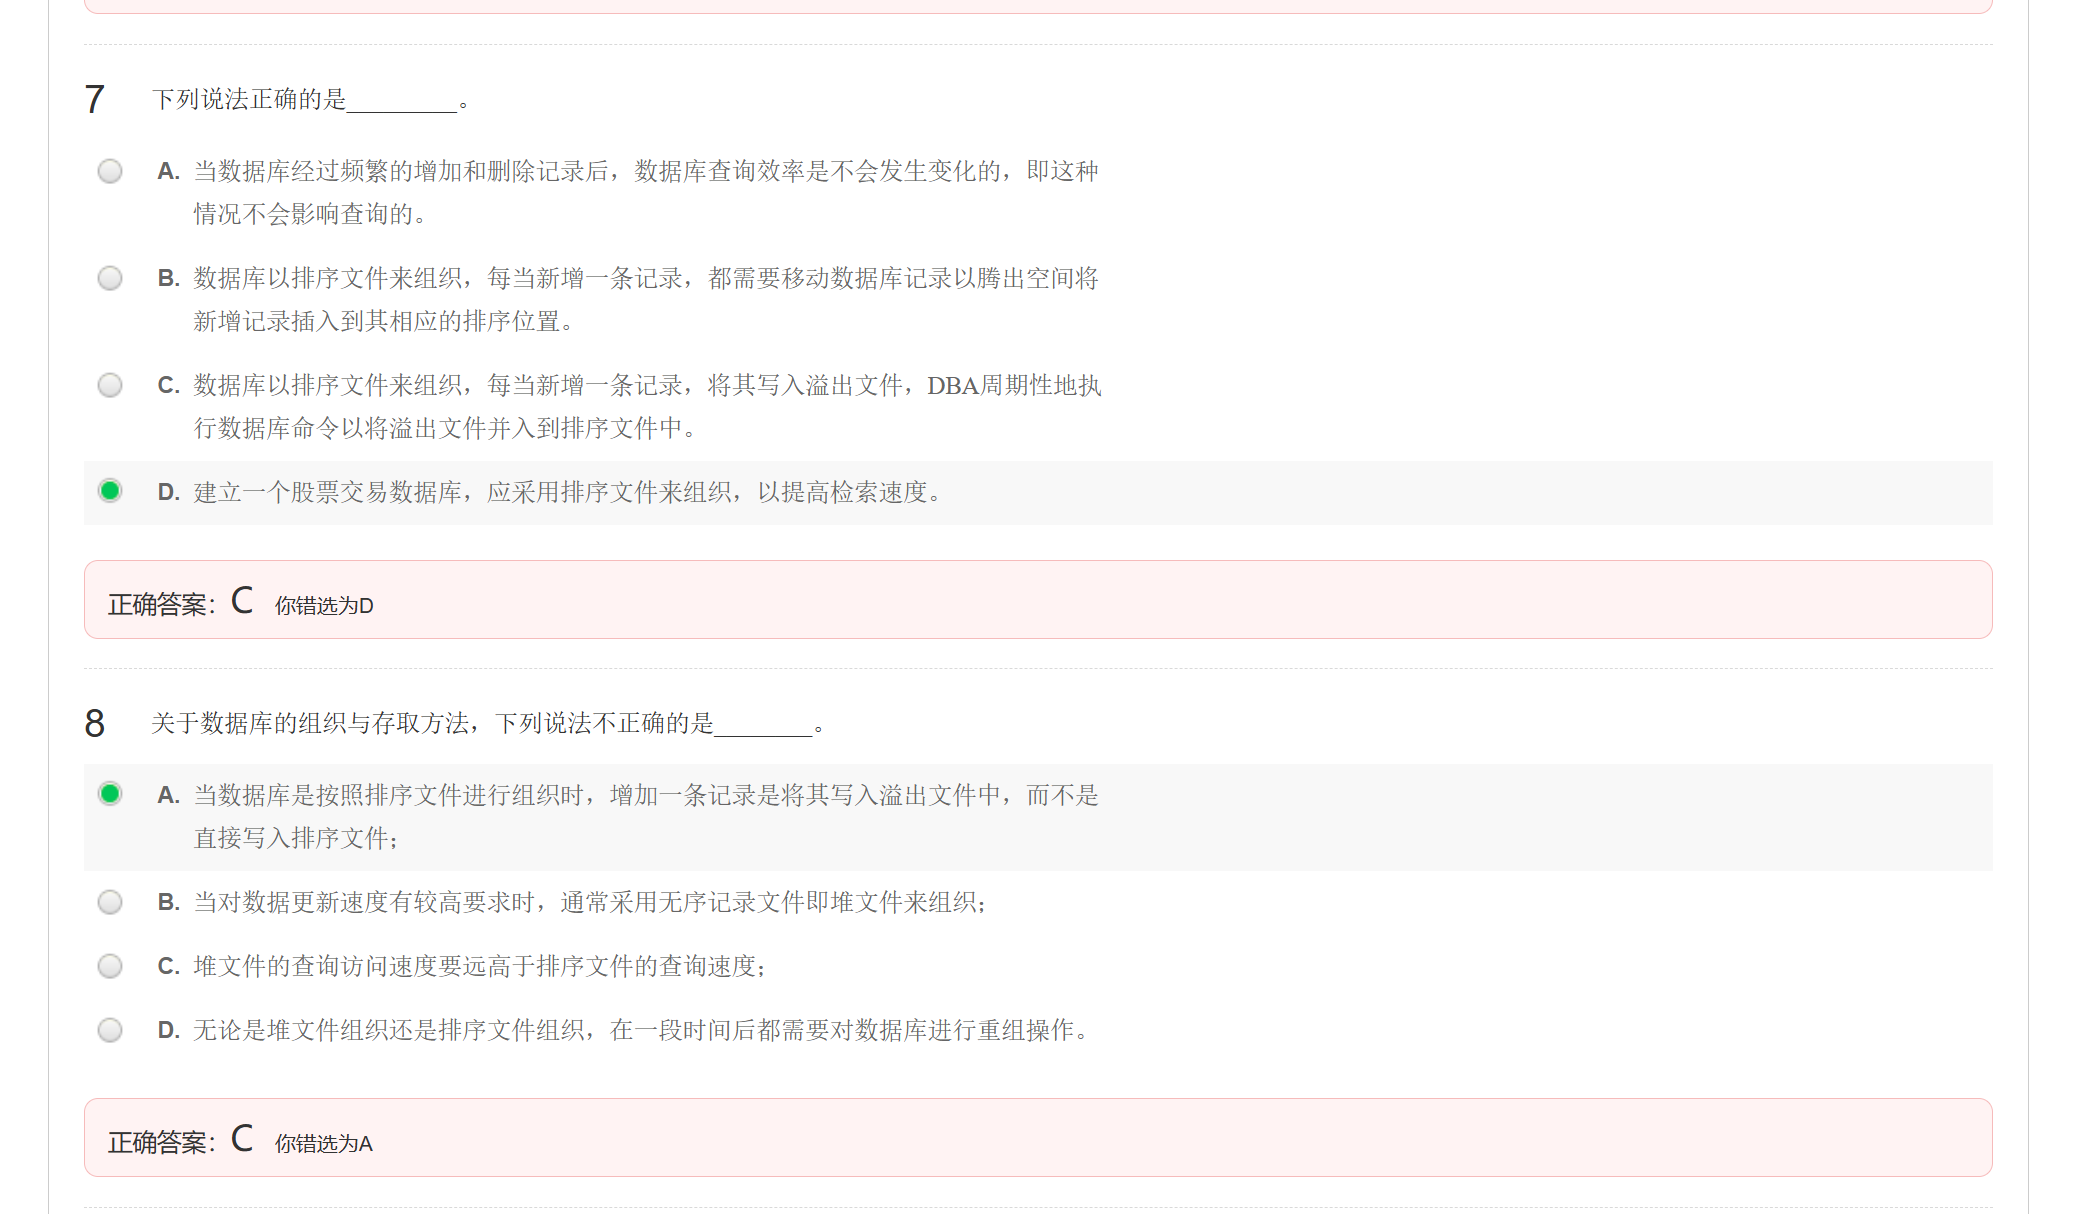 7 下列说法正确的是_________。
A. 当数据库经过频繁的增加和删除记录后，数据库查询效率是不会发生变化的，即这种
情况不会影响查询的。
B. 数据库以排序文件来组织，每当新增一条记录，都需要移动数据库记录以腾出空间将
新增记录插入到其相应的排序位置。
C. 数据库以排序文件来组织，每当新增一条记录，将其写入溢出文件，DBA周期性地执
行数据库命令以将溢出文件并入到排序文件中。
D. 建立一个股票交易数据库，应采用排序文件来组织，以提高检索速度。
正确答案：C 你错选为D
8 关于数据库的组织与存取方法，下列说法不正确的是________。
A. 当数据库是按照排序文件进行组织时，增加一条记录是将其写入溢出文件中，而不是
直接写入排序文件；
B. 当对数据更新速度有较高要求时，通常采用无序记录文件即堆文件来组织；
C. 堆文件的查询访问速度要远高于排序文件的查询速度；
D. 无论是堆文件组织还是排序文件组织，在一段时间后都需要对数据库进行重组操作。
正确答案：C 你错选为A